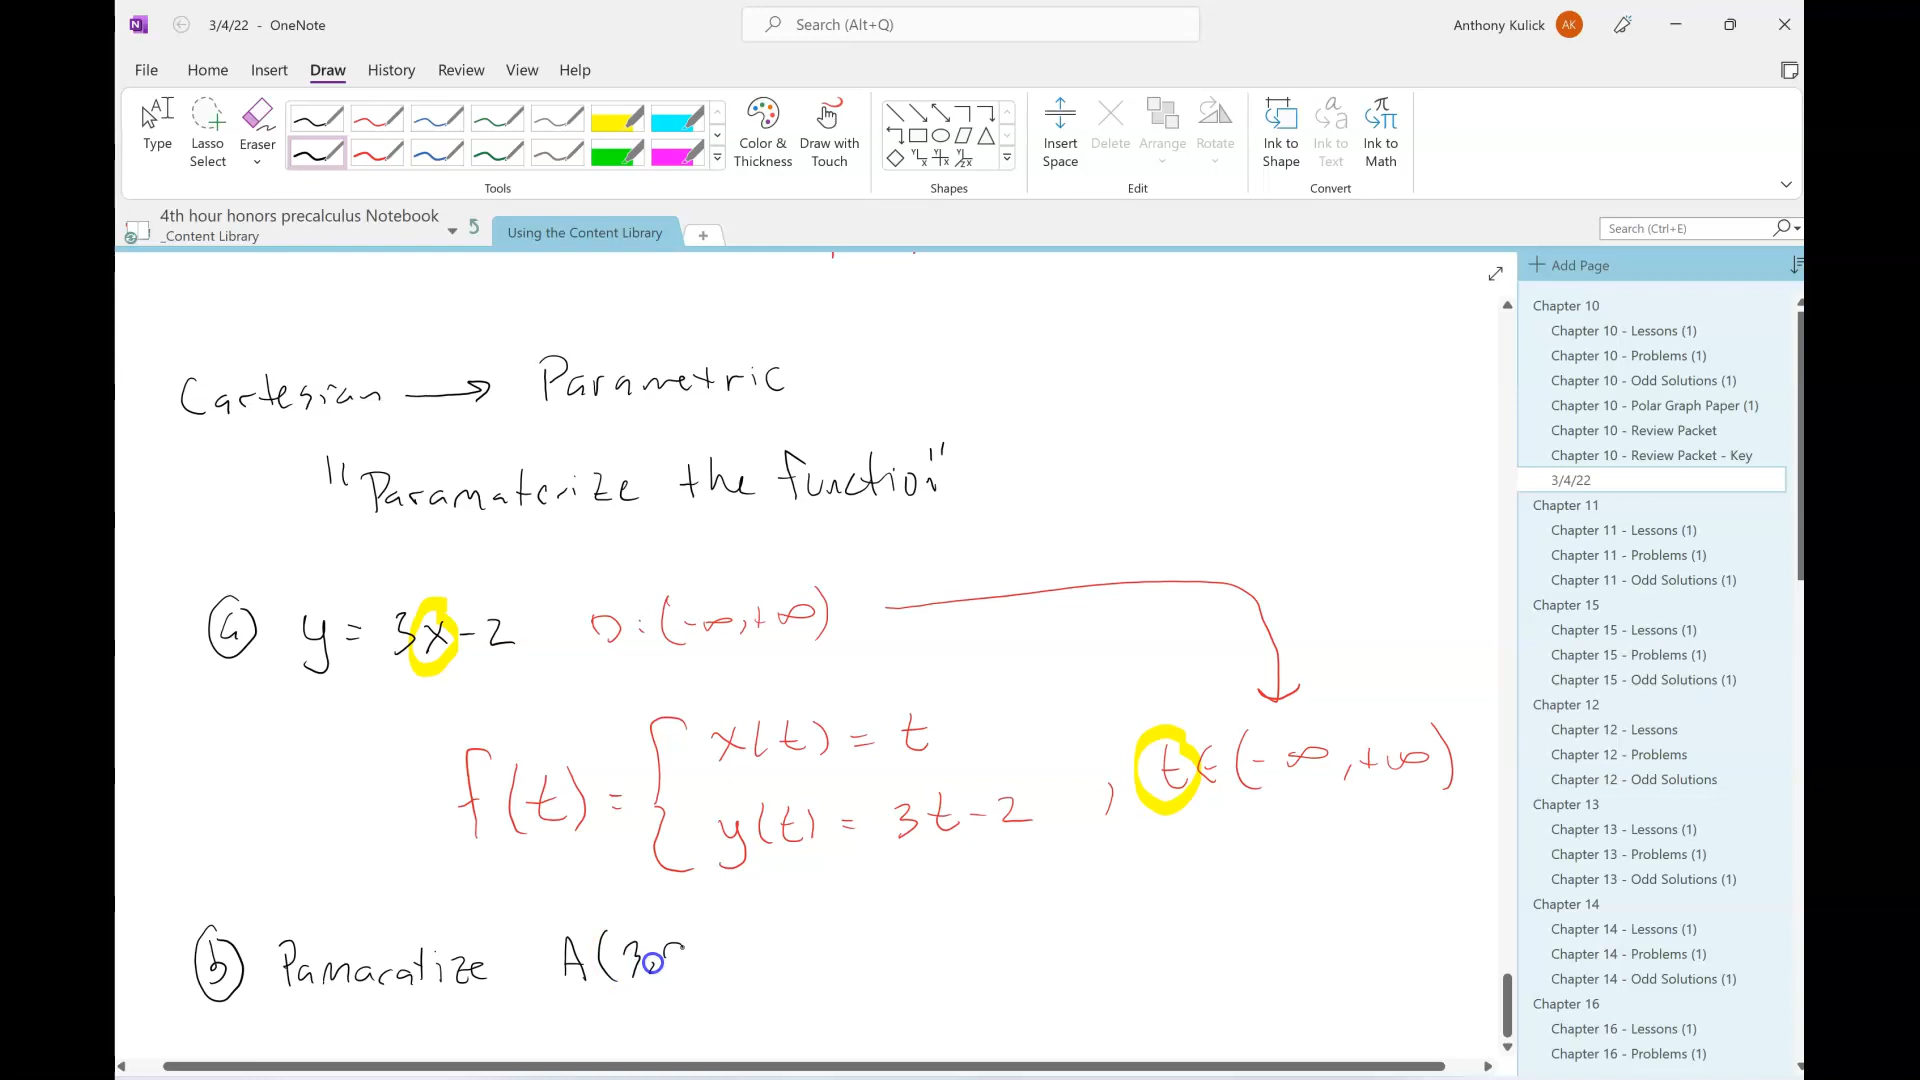 3/4/22 - OneNote
Search (Alt+Q)
Anthony Kulick AK
File Home Insert Draw History Review View Help
Type
Lasso Select
Eraser
Color & Thickness
Draw with Touch
Insert Space
Delete
Arrange
Rotate
Ink to Shape
Ink to Text
Ink to Math
Tools Shapes Edit Convert
4th hour honors precalculus Notebook
_Content Library
Using the Content Library
Search (Ctrl+E)
Cartesian → Parametric
"Paramaterize the function"
(a) y = 3x-2 D: (-∞,+∞)
f(t) = { x(t) = t
y(t) = 3t-2 , t ∈ (-∞,+∞)
(b) Pamaratize A(3,
Add Page
Chapter 10
Chapter 10 - Lessons (1)
Chapter 10 - Problems (1)
Chapter 10 - Odd Solutions (1)
Chapter 10 - Polar Graph Paper (1)
Chapter 10 - Review Packet
Chapter 10 - Review Packet - Key
3/4/22
Chapter 11
Chapter 11 - Lessons (1)
Chapter 11 - Problems (1)
Chapter 11 - Odd Solutions (1)
Chapter 15
Chapter 15 - Lessons (1)
Chapter 15 - Problems (1)
Chapter 15 - Odd Solutions (1)
Chapter 12
Chapter 12 - Lessons
Chapter 12 - Problems
Chapter 12 - Odd Solutions
Chapter 13
Chapter 13 - Lessons (1)
Chapter 13 - Problems (1)
Chapter 13 - Odd Solutions (1)
Chapter 14
Chapter 14 - Lessons (1)
Chapter 14 - Problems (1)
Chapter 14 - Odd Solutions (1)
Chapter 16
Chapter 16 - Lessons (1)
Chapter 16 - Problems (1)